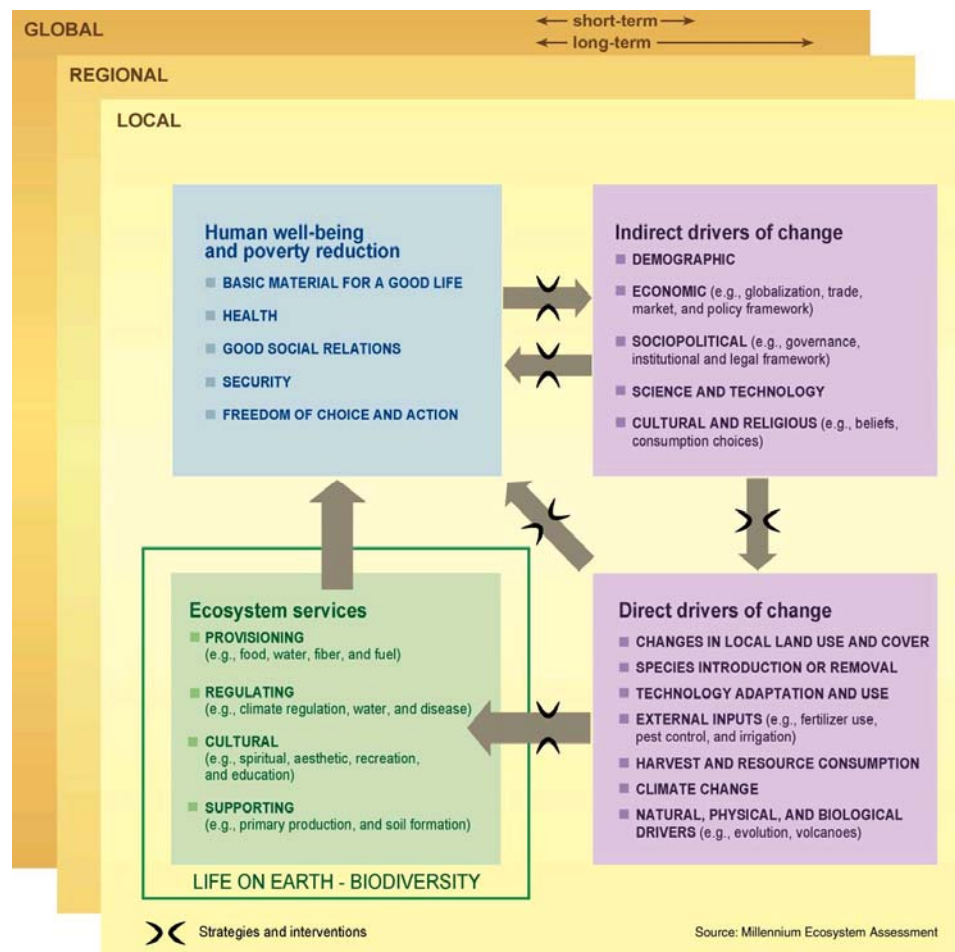 GLOBAL
short-term
long-term
REGIONAL
LOCAL
Human well-being
and poverty reduction
BASIC MATERIAL FOR A GOOD LIFE
HEALTH
GOOD SOCIAL RELATIONS
SECURITY
FREEDOM OF CHOICE AND ACTION
Indirect drivers of change
DEMOGRAPHIC
ECONOMIC (e.g., globalization, trade,
market, and policy framework)
SOCIOPOLITICAL (e.g., governance,
institutional and legal framework)
SCIENCE AND TECHNOLOGY
CULTURAL AND RELIGIOUS (e.g., beliefs,
consumption choices)
Ecosystem services
PROVISIONING
(e.g., food, water, fiber, and fuel)
REGULATING
(e.g., climate regulation, water, and disease)
CULTURAL
(e.g., spiritual, aesthetic, recreation,
and education)
SUPPORTING
(e.g., primary production, and soil formation)
LIFE ON EARTH - BIODIVERSITY
Direct drivers of change
CHANGES IN LOCAL LAND USE AND COVER
SPECIES INTRODUCTION OR REMOVAL
TECHNOLOGY ADAPTATION AND USE
EXTERNAL INPUTS (e.g., fertilizer use,
pest control, and irrigation)
HARVEST AND RESOURCE CONSUMPTION
CLIMATE CHANGE
NATURAL, PHYSICAL, AND BIOLOGICAL
DRIVERS (e.g., evolution, volcanoes)
Strategies and interventions
Source: Millennium Ecosystem Assessment